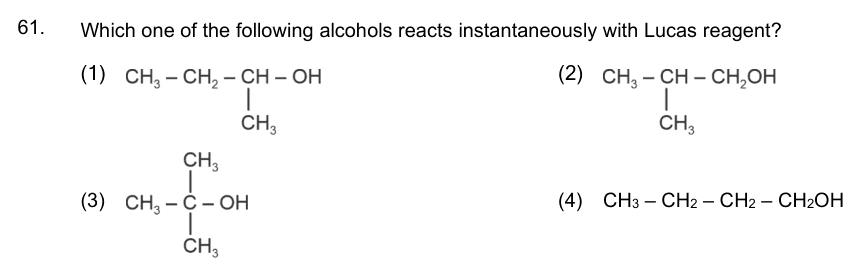 61. Which one of the following alcohols reacts instantaneously with Lucas reagent?
(1) CH₃ – CH₂ – CH – OH
|
CH₃
(2) CH₃ – CH – CH₂OH
|
CH₃
CH₃
|
(3) CH₃ – C – OH
|
CH₃
(4) CH₃ – CH₂ – CH₂ – CH₂OH